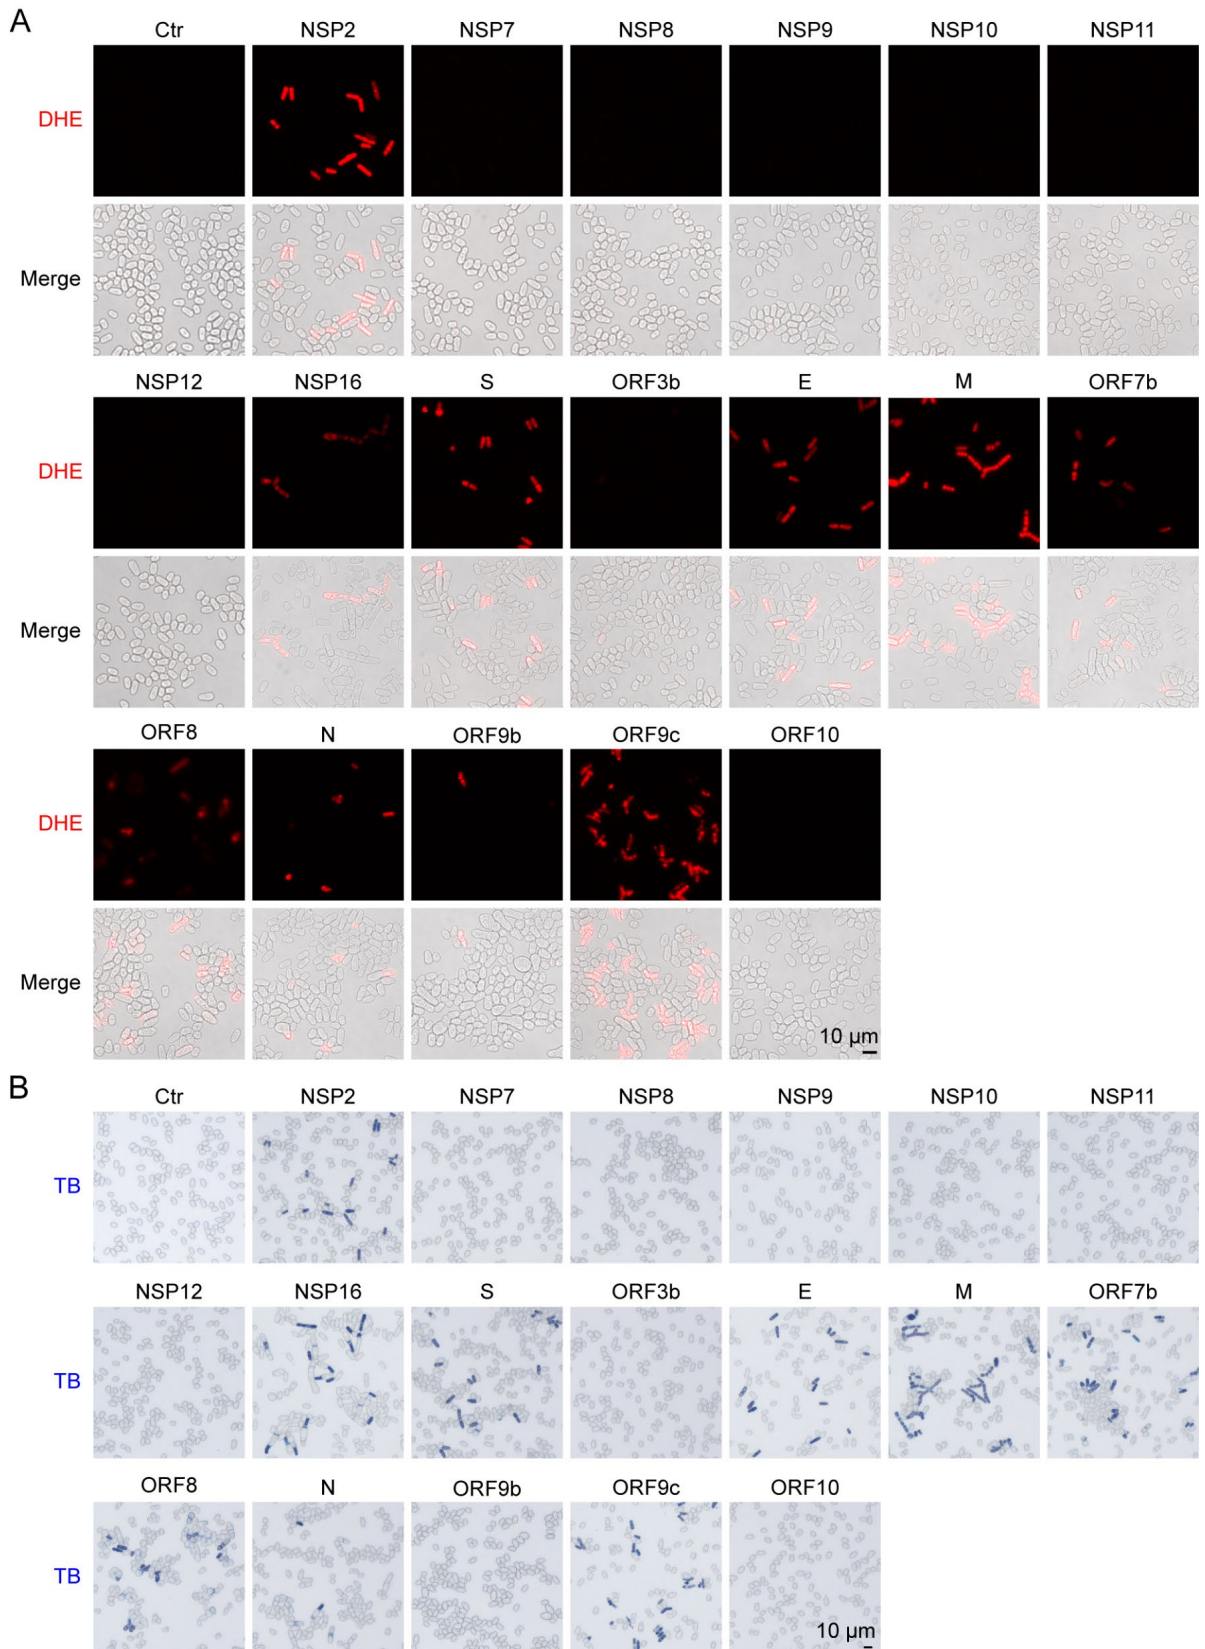 A
Ctr NSP2 NSP7 NSP8 NSP9 NSP10 NSP11
DHE
Merge
NSP12 NSP16 S ORF3b E M ORF7b
DHE
Merge
ORF8 N ORF9b ORF9c ORF10
DHE
Merge
10 µm
B
Ctr NSP2 NSP7 NSP8 NSP9 NSP10 NSP11
TB
NSP12 NSP16 S ORF3b E M ORF7b
TB
ORF8 N ORF9b ORF9c ORF10
TB
10 µm